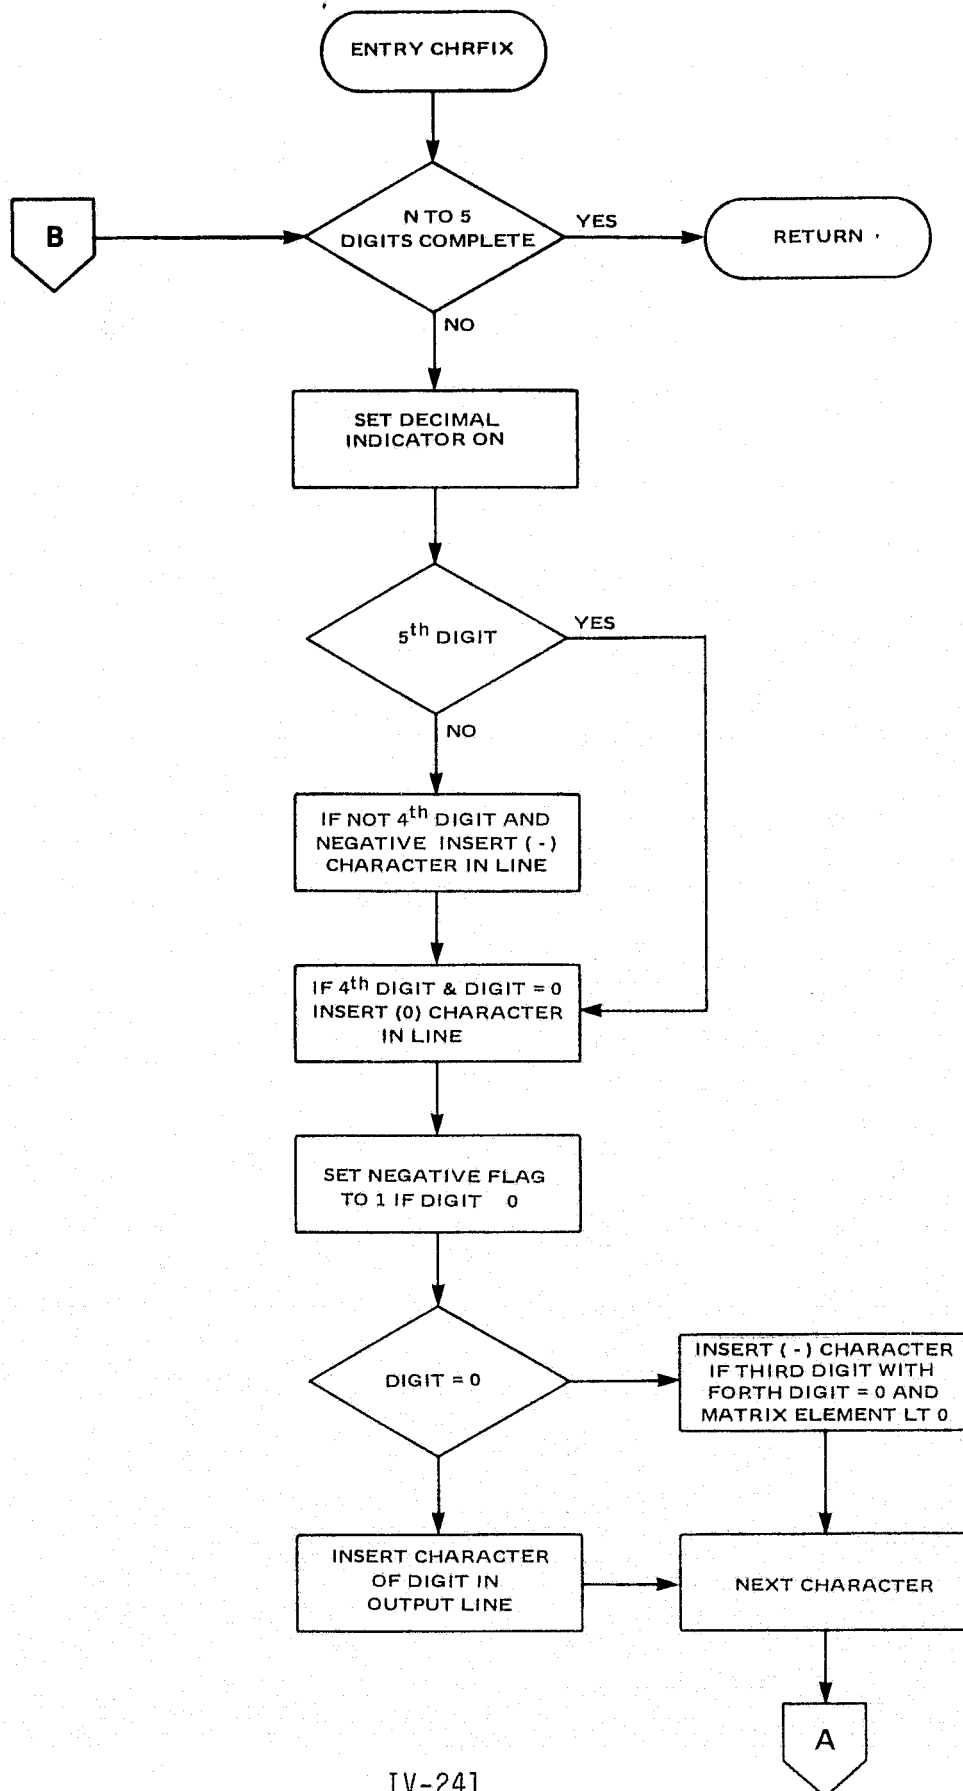 ENTRY CHRFIX
N TO 5
DIGITS COMPLETE
YES
RETURN
B
NO
SET DECIMAL
INDICATOR ON
5th DIGIT
YES
NO
IF NOT 4th DIGIT AND
NEGATIVE INSERT (-)
CHARACTER IN LINE
IF 4th DIGIT & DIGIT = 0
INSERT (0) CHARACTER
IN LINE
SET NEGATIVE FLAG
TO 1 IF DIGIT 0
DIGIT = 0
INSERT (-) CHARACTER
IF THIRD DIGIT WITH
FORTH DIGIT = 0 AND
MATRIX ELEMENT LT 0
INSERT CHARACTER
OF DIGIT IN
OUTPUT LINE
NEXT CHARACTER
A
IV-241